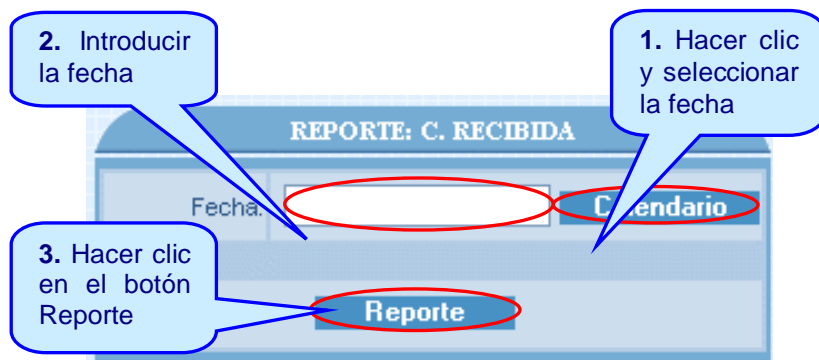 2. Introducir
la fecha
1. Hacer clic
y seleccionar
la fecha
REPORTE: C. RECIBIDA
Fecha:
Calendario
3. Hacer clic
en el botón
Reporte
Reporte